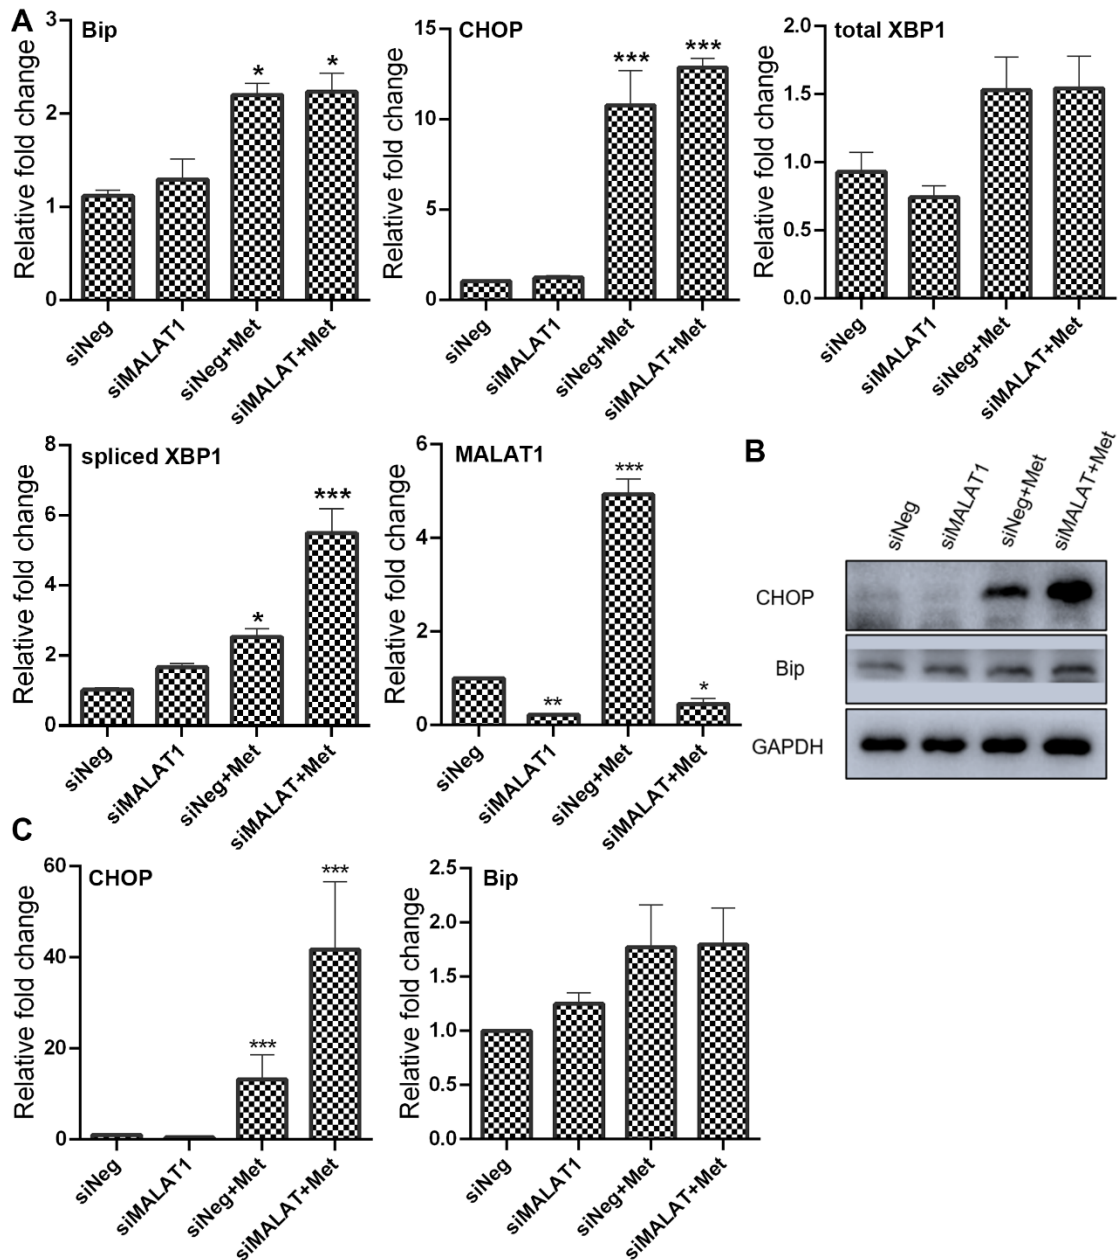 A
Bip
Relative fold change
3
2
1
0
*
*
siNeg
siMALAT1
siNeg+Met
siMALAT+Met
CHOP
Relative fold change
15
10
5
0
***
***
siNeg
siMALAT1
siNeg+Met
siMALAT+Met
total XBP1
Relative fold change
2.0
1.5
1.0
0.5
0.0
siNeg
siMALAT1
siNeg+Met
siMALAT+Met
spliced XBP1
Relative fold change
8
6
4
2
0
*
***
siNeg
siMALAT1
siNeg+Met
siMALAT+Met
MALAT1
Relative fold change
6
4
2
0
**
***
*
siNeg
siMALAT1
siNeg+Met
siMALAT+Met
B
siNeg
siMALAT1
siNeg+Met
siMALAT+Met
CHOP
Bip
GAPDH
C
CHOP
Relative fold change
60
40
20
0
***
***
siNeg
siMALAT1
siNeg+Met
siMALAT+Met
Bip
Relative fold change
2.5
2.0
1.5
1.0
0.5
0.0
siNeg
siMALAT1
siNeg+Met
siMALAT+Met